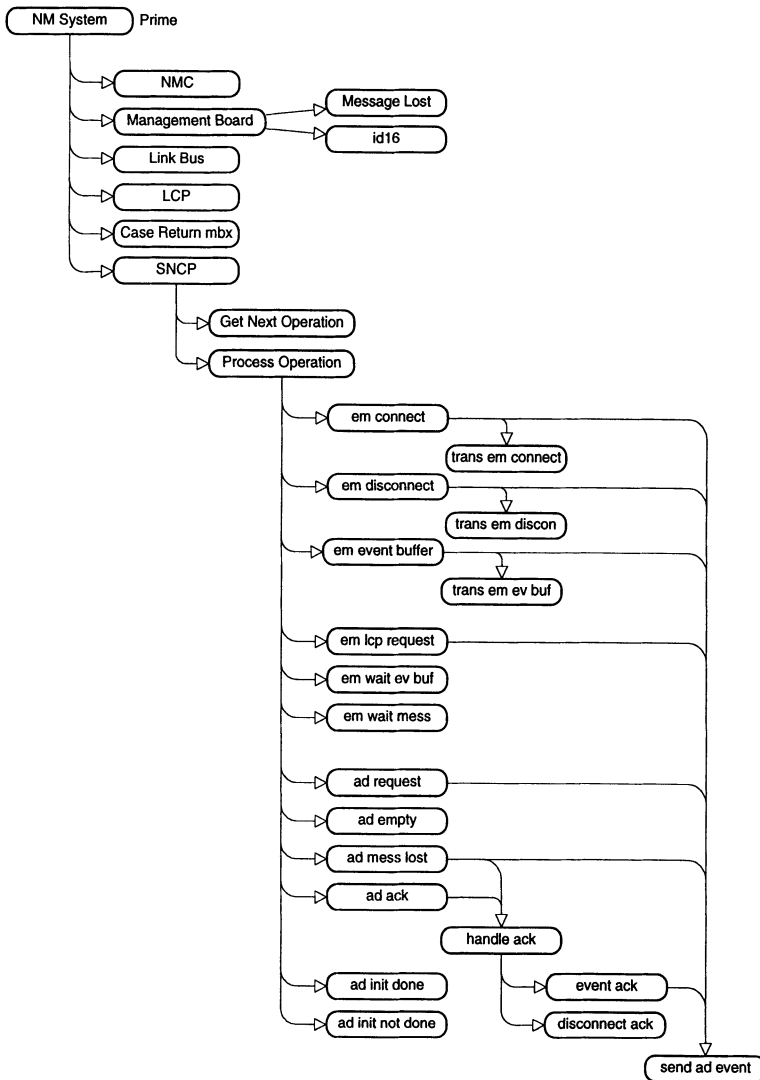 NM System Prime
NMC
Management Board
Message Lost
id16
Link Bus
LCP
Case Return mbx
SNCP
Get Next Operation
Process Operation
em connect
trans em connect
em disconnect
trans em discon
em event buffer
trans em ev buf
em lcp request
em wait ev buf
em wait mess
ad request
ad empty
ad mess lost
ad ack
handle ack
ad init done
event ack
ad init not done
disconnect ack
send ad event